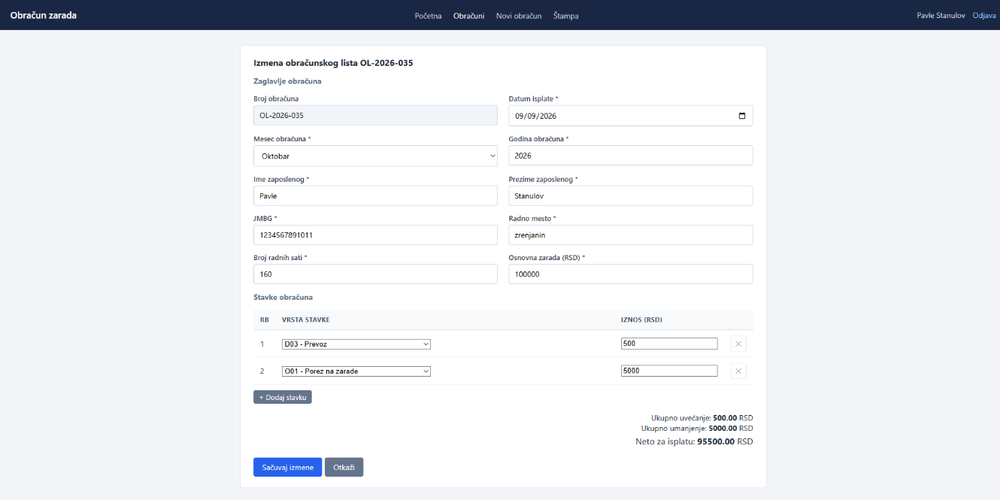 Obračun zarada
Početna Obračuni Novi obračun Štampa
Pavle Stanulov Odjava
Izmena obračunskog lista OL-2026-035
Zaglavlje obračuna
Broj obračuna
OL-2026-035
Datum isplate *
09/09/2026
Mesec obračuna *
Oktobar
Godina obračuna *
2026
Ime zaposlenog *
Pavle
Prezime zaposlenog *
Stanulov
JMBG *
1234567891011
Radno mesto *
zrenjanin
Broj radnih sati *
160
Osnovna zarada (RSD) *
100000
Stavke obračuna
RB VRSTA STAVKE IZNOS (RSD)
1 D03 - Prevoz 500 ×
2 O01 - Porez na zarade 5000 ×
+ Dodaj stavku
Ukupno uvećanje: 500.00 RSD
Ukupno umanjenje: 5000.00 RSD
Neto za isplatu: 95500.00 RSD
Sačuvaj izmene Otkaži